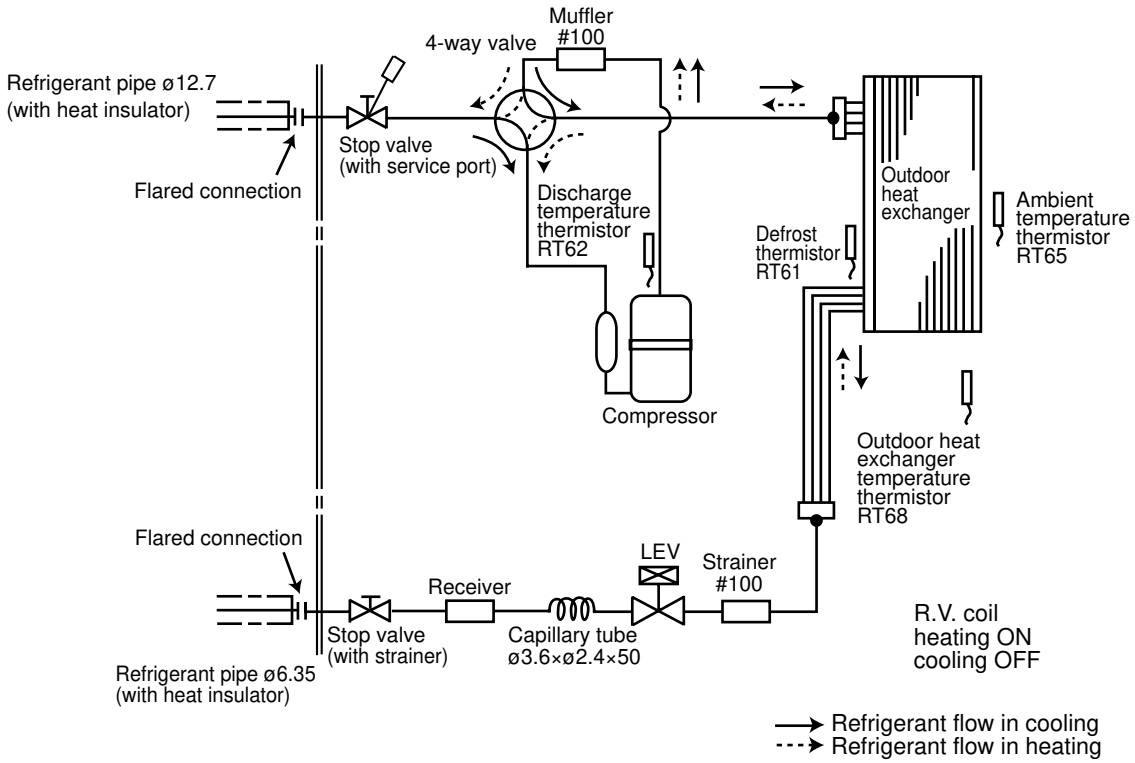 Muffler
#100
4-way valve
Refrigerant pipe ø12.7
(with heat insulator)
Stop valve
(with service port)
Flared connection
Discharge
temperature
thermistor
RT62
Outdoor
heat
exchanger
Ambient
temperature
thermistor
RT65
Defrost
thermistor
RT61
Compressor
Outdoor heat
exchanger
temperature
thermistor
RT68
Flared connection
LEV
Strainer
#100
Receiver
Stop valve
(with strainer)
Capillary tube
ø3.6×ø2.4×50
Refrigerant pipe ø6.35
(with heat insulator)
R.V. coil
heating ON
cooling OFF
Refrigerant flow in cooling
Refrigerant flow in heating